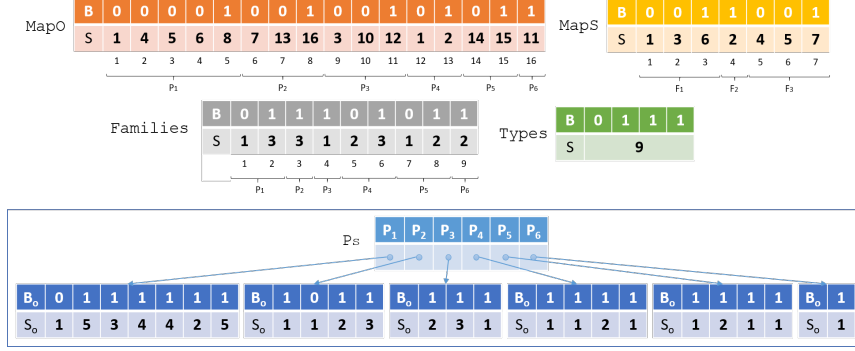 MapO B 0 0 0 0 1 0 0 1 0 0 1 0 1 0 1 1
S 1 4 5 6 8 7 13 16 3 10 12 1 2 14 15 11
1 2 3 4 5 6 7 8 9 10 11 12 13 14 15 16
P1 P2 P3 P4 P5 P6
MapS B 0 0 1 1 0 0 1
S 1 3 6 2 4 5 7
1 2 3 4 5 6 7
F1 F2 F3
Families B 0 1 1 1 0 1 0 1 1
S 1 3 3 1 2 3 1 2 2
1 2 3 4 5 6 7 8 9
P1 P2 P3 P4 P5 P6
Types B 0 1 1 1
S 9
Ps P1 P2 P3 P4 P5 P6
Bo 0 1 1 1 1 1 1
So 1 5 3 4 4 2 5
Bo 1 0 1 1
So 1 1 2 3
Bo 1 1 1
So 2 3 1
Bo 1 1 1 1
So 1 1 2 1
Bo 1 1 1 1
So 1 2 1 1
Bo 1
So 1